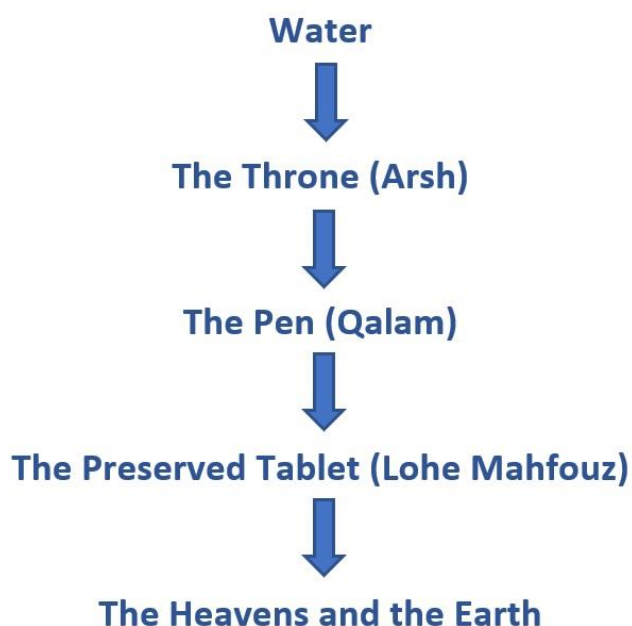 Water
The Throne (Arsh)
The Pen (Qalam)
The Preserved Tablet (Lohe Mahfouz)
The Heavens and the Earth